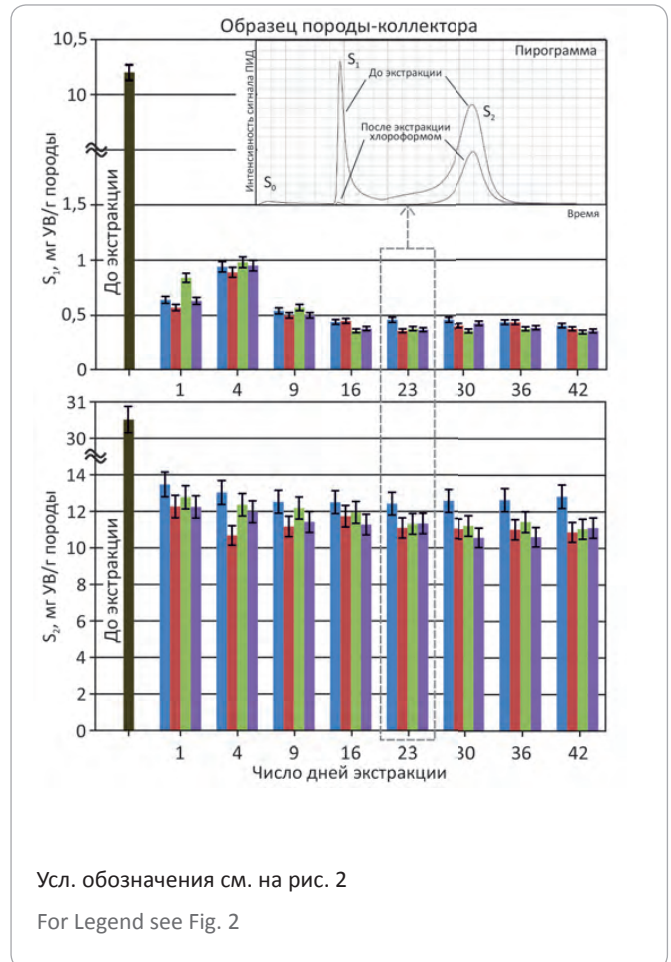 Образец породы-коллектора
S₁, мг УВ/г породы
10,5
10
1,5
1
0,5
0
До экстракции
Интенсивность сигнала ПИД
Пирограмма
S₁
До экстракции
S₂
После экстракции
хлороформом
S₀
Время
1 4 9 16 23 30 36 42
S₂, мг УВ/г породы
31
30
14
12
10
8
6
4
2
0
До экстракции
1 4 9 16 23 30 36 42
Число дней экстракции
Усл. обозначения см. на рис. 2
For Legend see Fig. 2